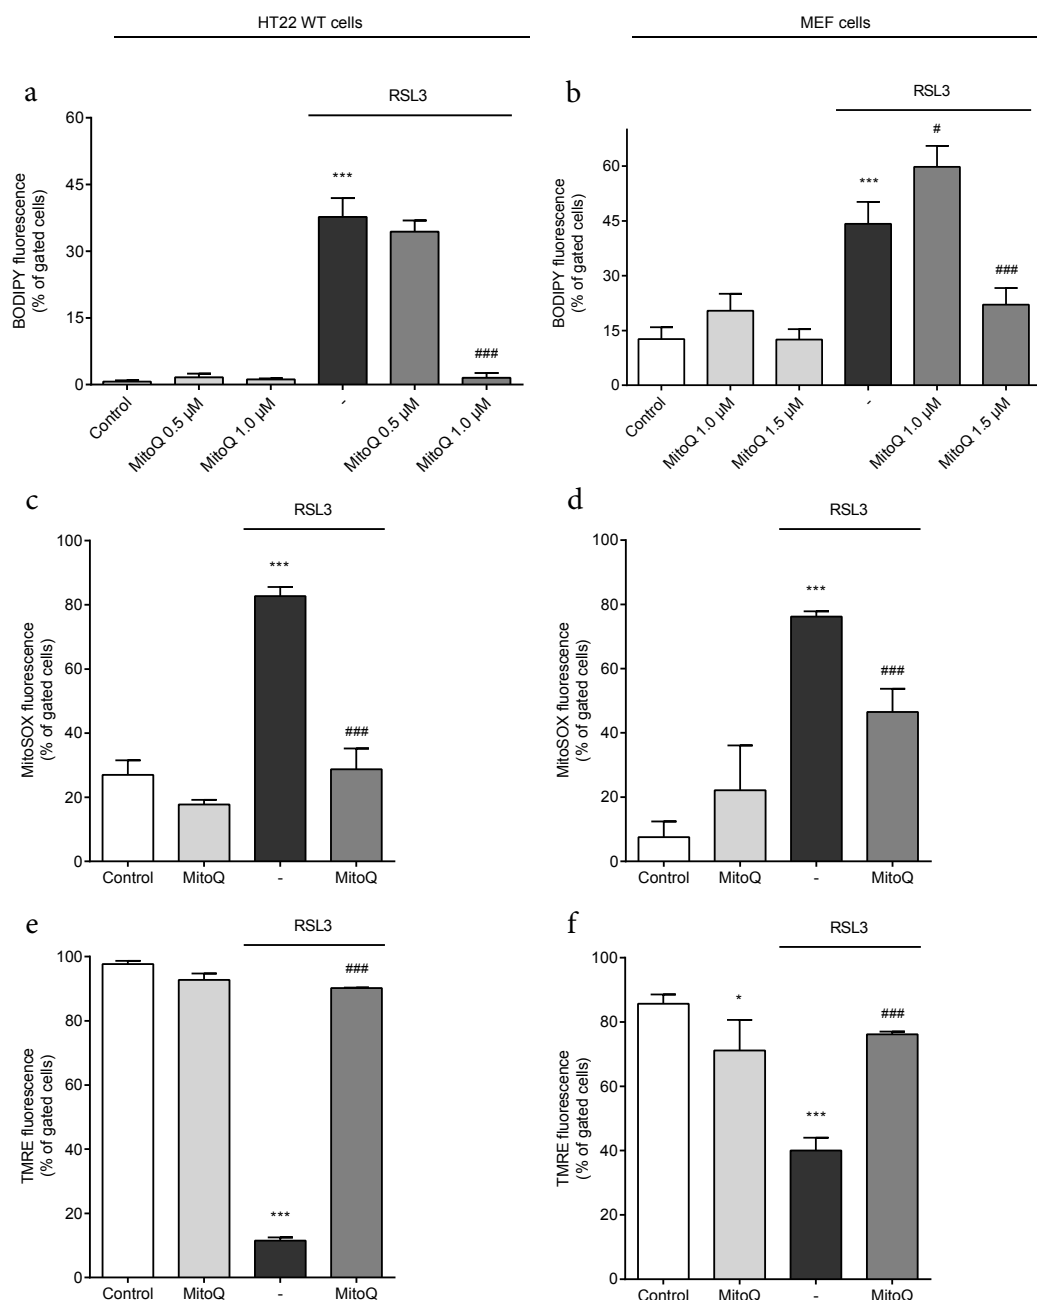 HT22 WT cells
MEF cells
a
RSL3
BODIPY fluorescence
(% of gated cells)
60
45
30
15
0
***
###
Control
MitoQ 0.5 µM
MitoQ 1.0 µM
-
MitoQ 0.5 µM
MitoQ 1.0 µM
b
RSL3
BODIPY fluorescence
(% of gated cells)
60
45
30
15
0
***
#
###
Control
MitoQ 1.0 µM
MitoQ 1.5 µM
-
MitoQ 1.0 µM
MitoQ 1.5 µM
c
RSL3
MitoSOX fluorescence
(% of gated cells)
100
80
60
40
20
0
***
###
Control
MitoQ
-
MitoQ
d
RSL3
MitoSOX fluorescence
(% of gated cells)
100
80
60
40
20
0
***
###
Control
MitoQ
-
MitoQ
e
RSL3
TMRE fluorescence
(% of gated cells)
100
80
60
40
20
0
***
###
Control
MitoQ
-
MitoQ
f
RSL3
TMRE fluorescence
(% of gated cells)
100
80
60
40
20
0
*
***
###
Control
MitoQ
-
MitoQ